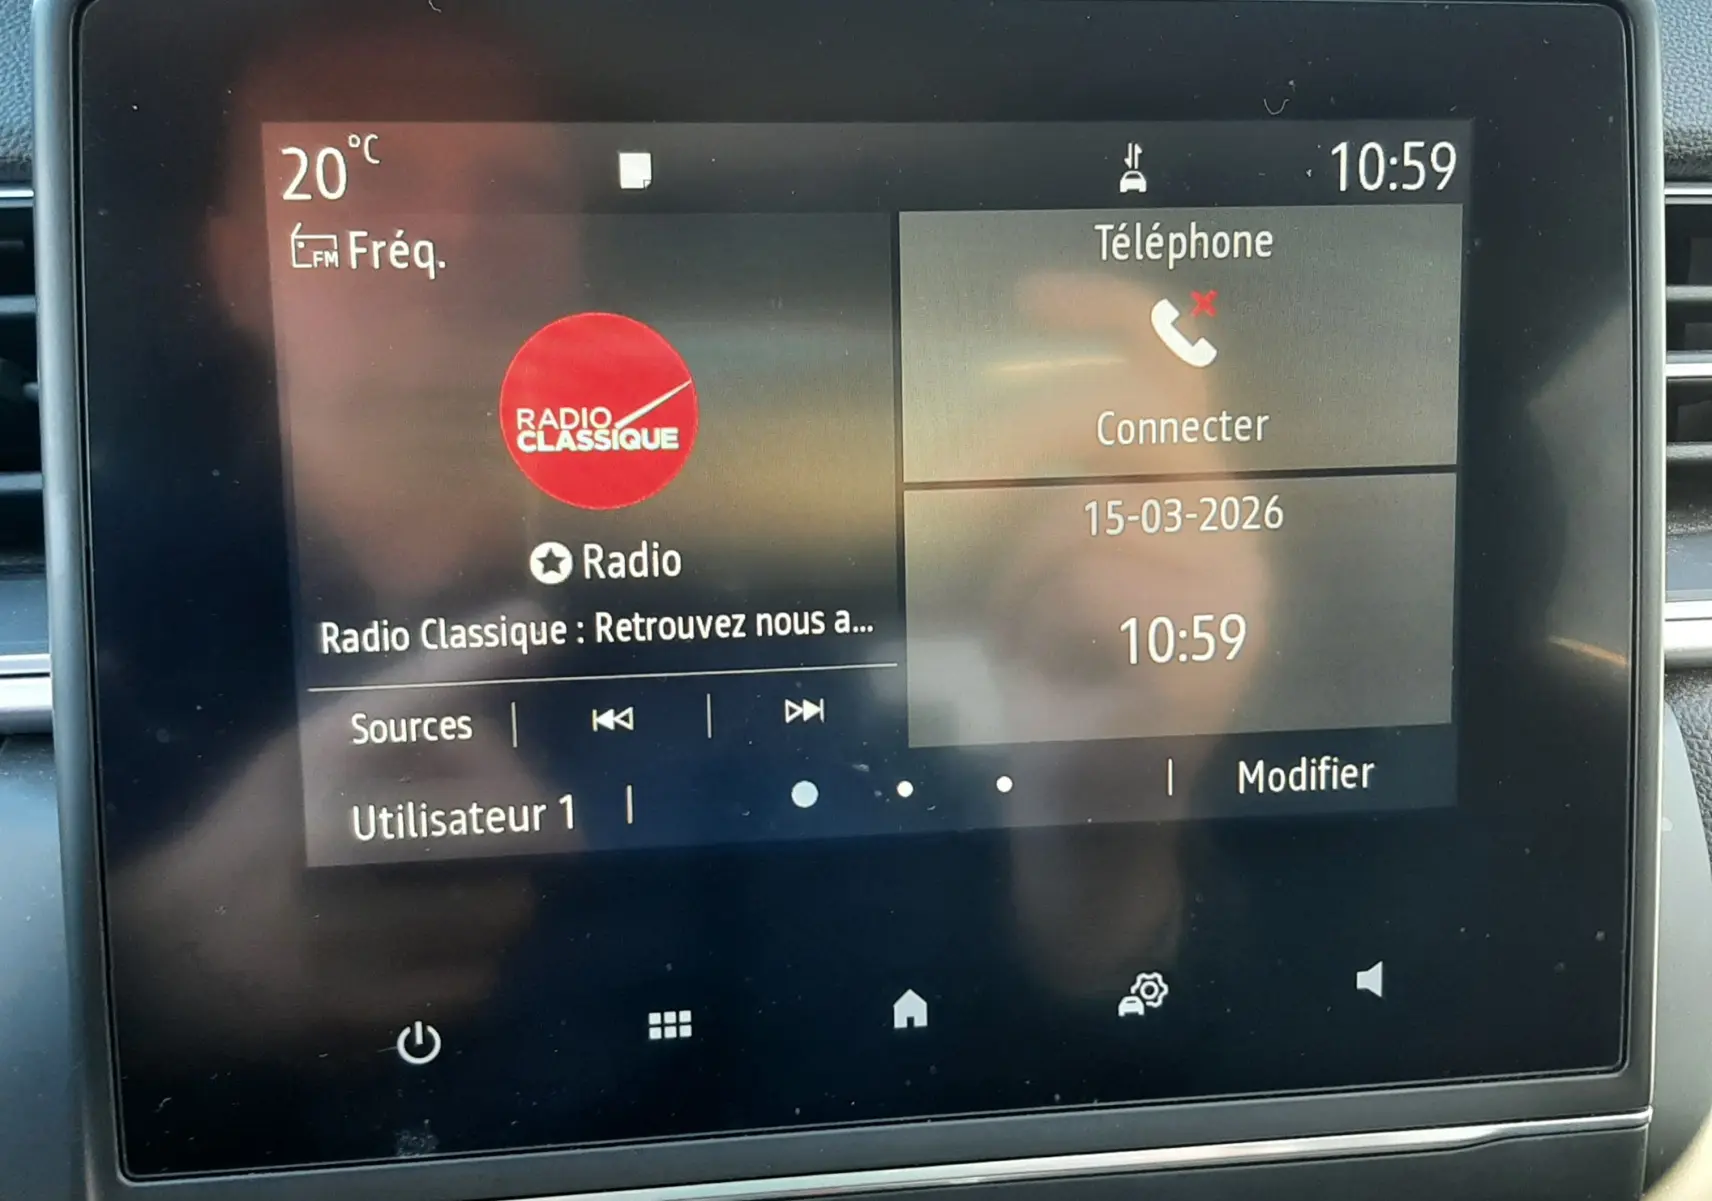 20°C
10:59
FM Fréq.
RADIO
CLASSIQUE
Radio
Radio Classique : Retrouvez nous a...
Sources
Utilisateur 1
Téléphone
Connecter
15-03-2026
10:59
Modifier